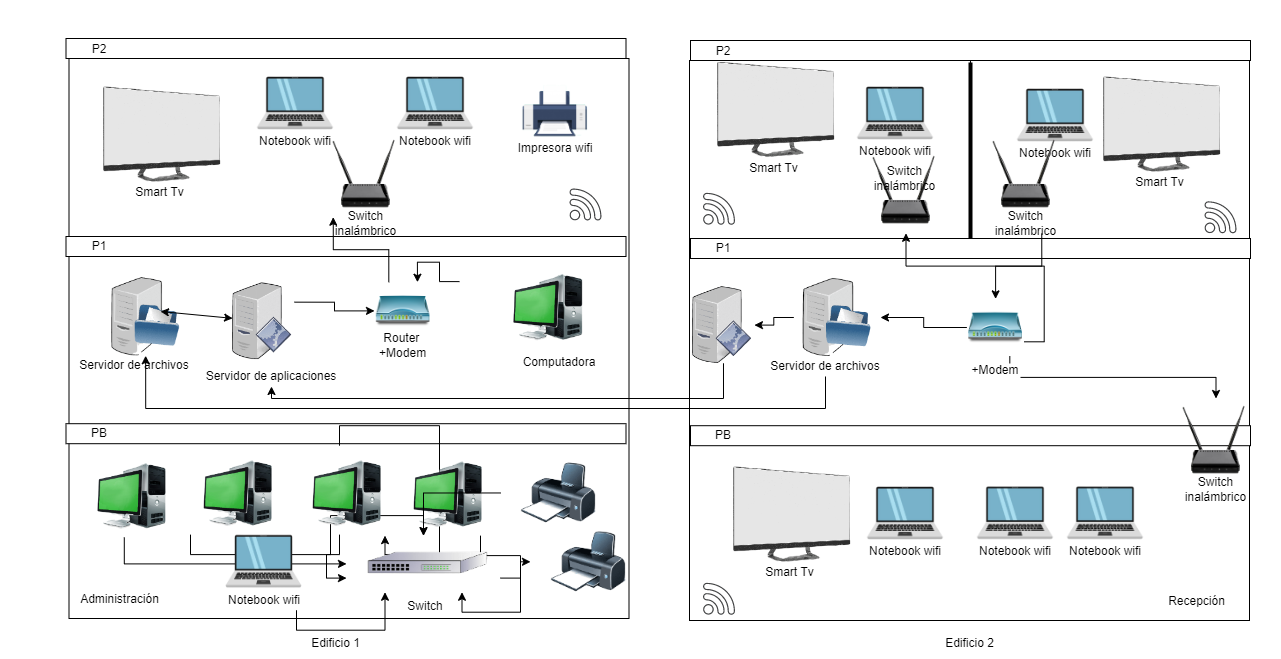 P2
Notebook wifi
Notebook wifi
Impresora wifi
Smart Tv
Switch
inalámbrico
P1
Router
+Modem
Servidor de archivos
Servidor de aplicaciones
Computadora
PB
Administración
Notebook wifi
Switch
Edificio 1
P2
Smart Tv
Notebook wifi
Switch
inalámbrico
Notebook wifi
Smart Tv
Switch
inalámbrico
P1
Servidor de archivos
+Modem
PB
Switch
inalámbrico
Smart Tv
Notebook wifi
Notebook wifi
Notebook wifi
Recepción
Edificio 2